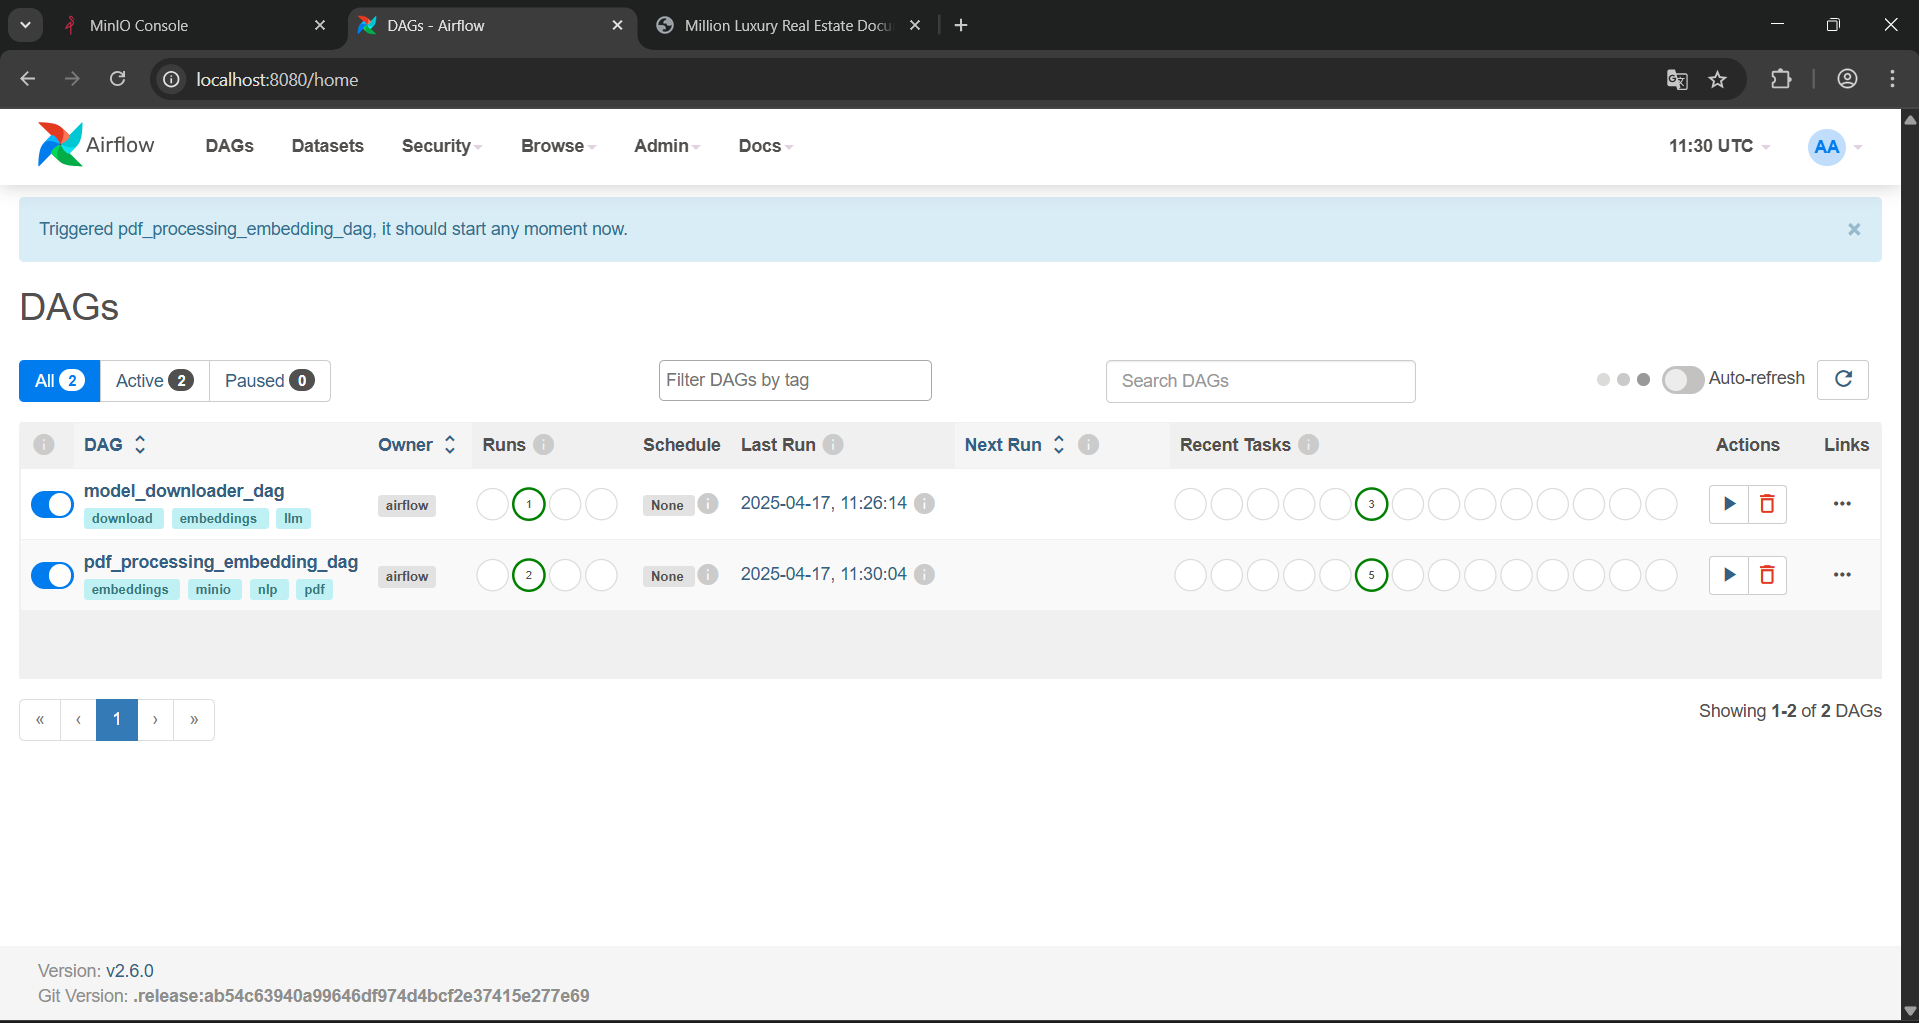 MinIO Console
DAGs - Airflow
Million Luxury Real Estate Docu
localhost:8080/home
Airflow
DAGs
Datasets
Security
Browse
Admin
Docs
11:30 UTC
AA
Triggered pdf_processing_embedding_dag, it should start any moment now.
×
DAGs
All 2
Active 2
Paused 0
Filter DAGs by tag
Search DAGs
Auto-refresh
DAG
Owner
Runs
Schedule
Last Run
Next Run
Recent Tasks
Actions
Links
model_downloader_dag
download embeddings llm
airflow
1
None
2025-04-17, 11:26:14
3
pdf_processing_embedding_dag
embeddings minio nlp pdf
airflow
2
None
2025-04-17, 11:30:04
5
« ‹ 1 › »
Showing 1-2 of 2 DAGs
Version: v2.6.0
Git Version: .release:ab54c63940a99646df974d4bcf2e37415e277e69